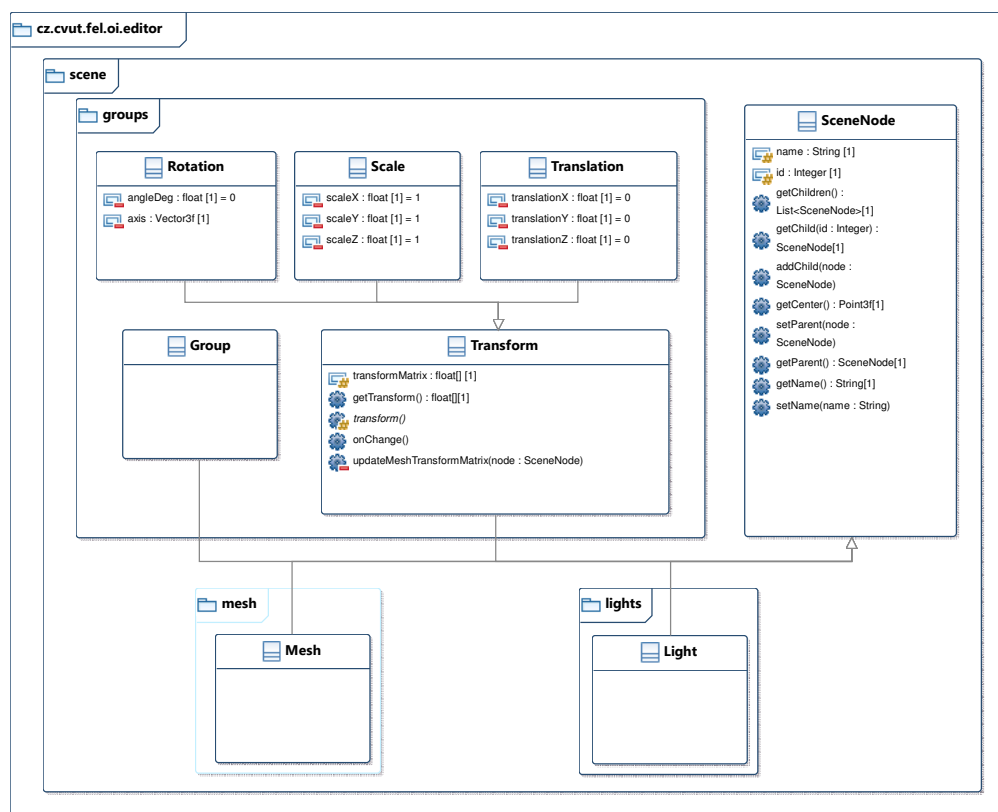 cz.cvut.fel.oi.editor
scene
groups
Rotation
angleDeg : float [1] = 0
axis : Vector3f [1]
Scale
scaleX : float [1] = 1
scaleY : float [1] = 1
scaleZ : float [1] = 1
Translation
translationX : float [1] = 0
translationY : float [1] = 0
translationZ : float [1] = 0
SceneNode
name : String [1]
id : Integer [1]
getChildren() :
List<SceneNode>[1]
getChild(id : Integer) :
SceneNode[1]
addChild(node :
SceneNode)
getCenter() : Point3f[1]
setParent(node :
SceneNode)
getParent() : SceneNode[1]
getName() : String[1]
setName(name : String)
Group
Transform
transformMatrix : float[] [1]
getTransform() : float[][1]
transform()
onChange()
updateMeshTransformMatrix(node : SceneNode)
mesh
Mesh
lights
Light